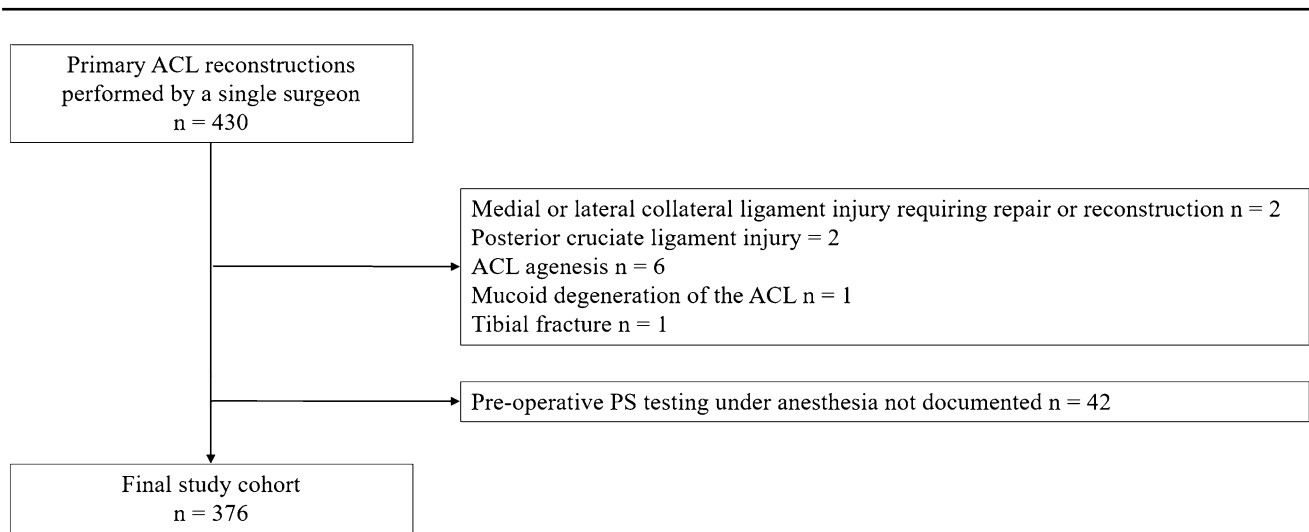 Primary ACL reconstructions
performed by a single surgeon
n = 430
Medial or lateral collateral ligament injury requiring repair or reconstruction n = 2
Posterior cruciate ligament injury = 2
ACL agenesis n = 6
Mucoid degeneration of the ACL n = 1
Tibial fracture n = 1
Pre-operative PS testing under anesthesia not documented n = 42
Final study cohort
n = 376